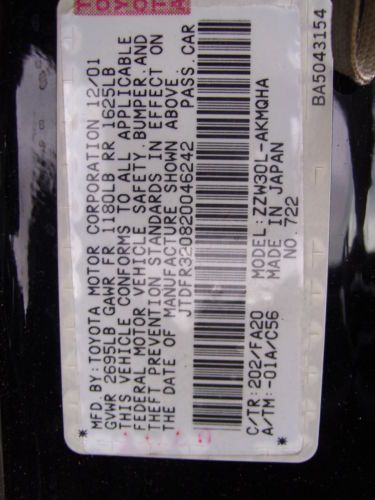 TOYOTA
MFD.BY:TOYOTA MOTOR CORPORATION 12/01
GVWR 2695LB GAWR FR 1180LB RR 1625LB
THIS VEHICLE CONFORMS TO ALL APPLICABLE
FEDERAL MOTOR VEHICLE SAFETY,BUMPER,AND
THEFT PREVENTION STANDARDS IN EFFECT ON
THE DATE OF MANUFACTURE SHOWN ABOVE.
JTDFR320820046242 PASS.CAR
C/TR:202/FA20 MODEL:ZZW30L-AKMQHA
A/TM:-01A/C56 MADE IN JAPAN
NO.722
BA5043154